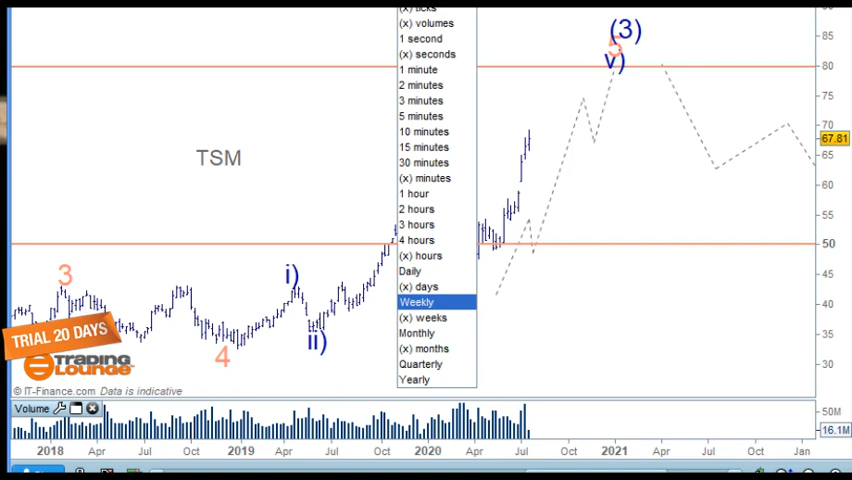 (x) ticks
(x) volumes
1 second
(x) seconds
1 minute
2 minutes
3 minutes
5 minutes
10 minutes
15 minutes
30 minutes
(x) minutes
1 hour
2 hours
3 hours
4 hours
(x) hours
Daily
(x) days
Weekly
(x) weeks
Monthly
(x) months
Quarterly
Yearly
TSM
(3)
5
v)
3
4
i)
ii)
85
80
75
70
67.81
65
60
55
50
45
40
35
30
TRIAL 20 DAYS
TRADING
LOUNGE
© IT-Finance.com Data is indicative
Volume
50M
16.1M
2018 Apr Jul Oct 2019 Apr Jul Oct 2020 Apr Jul Oct 2021 Apr Jul Oct Jan